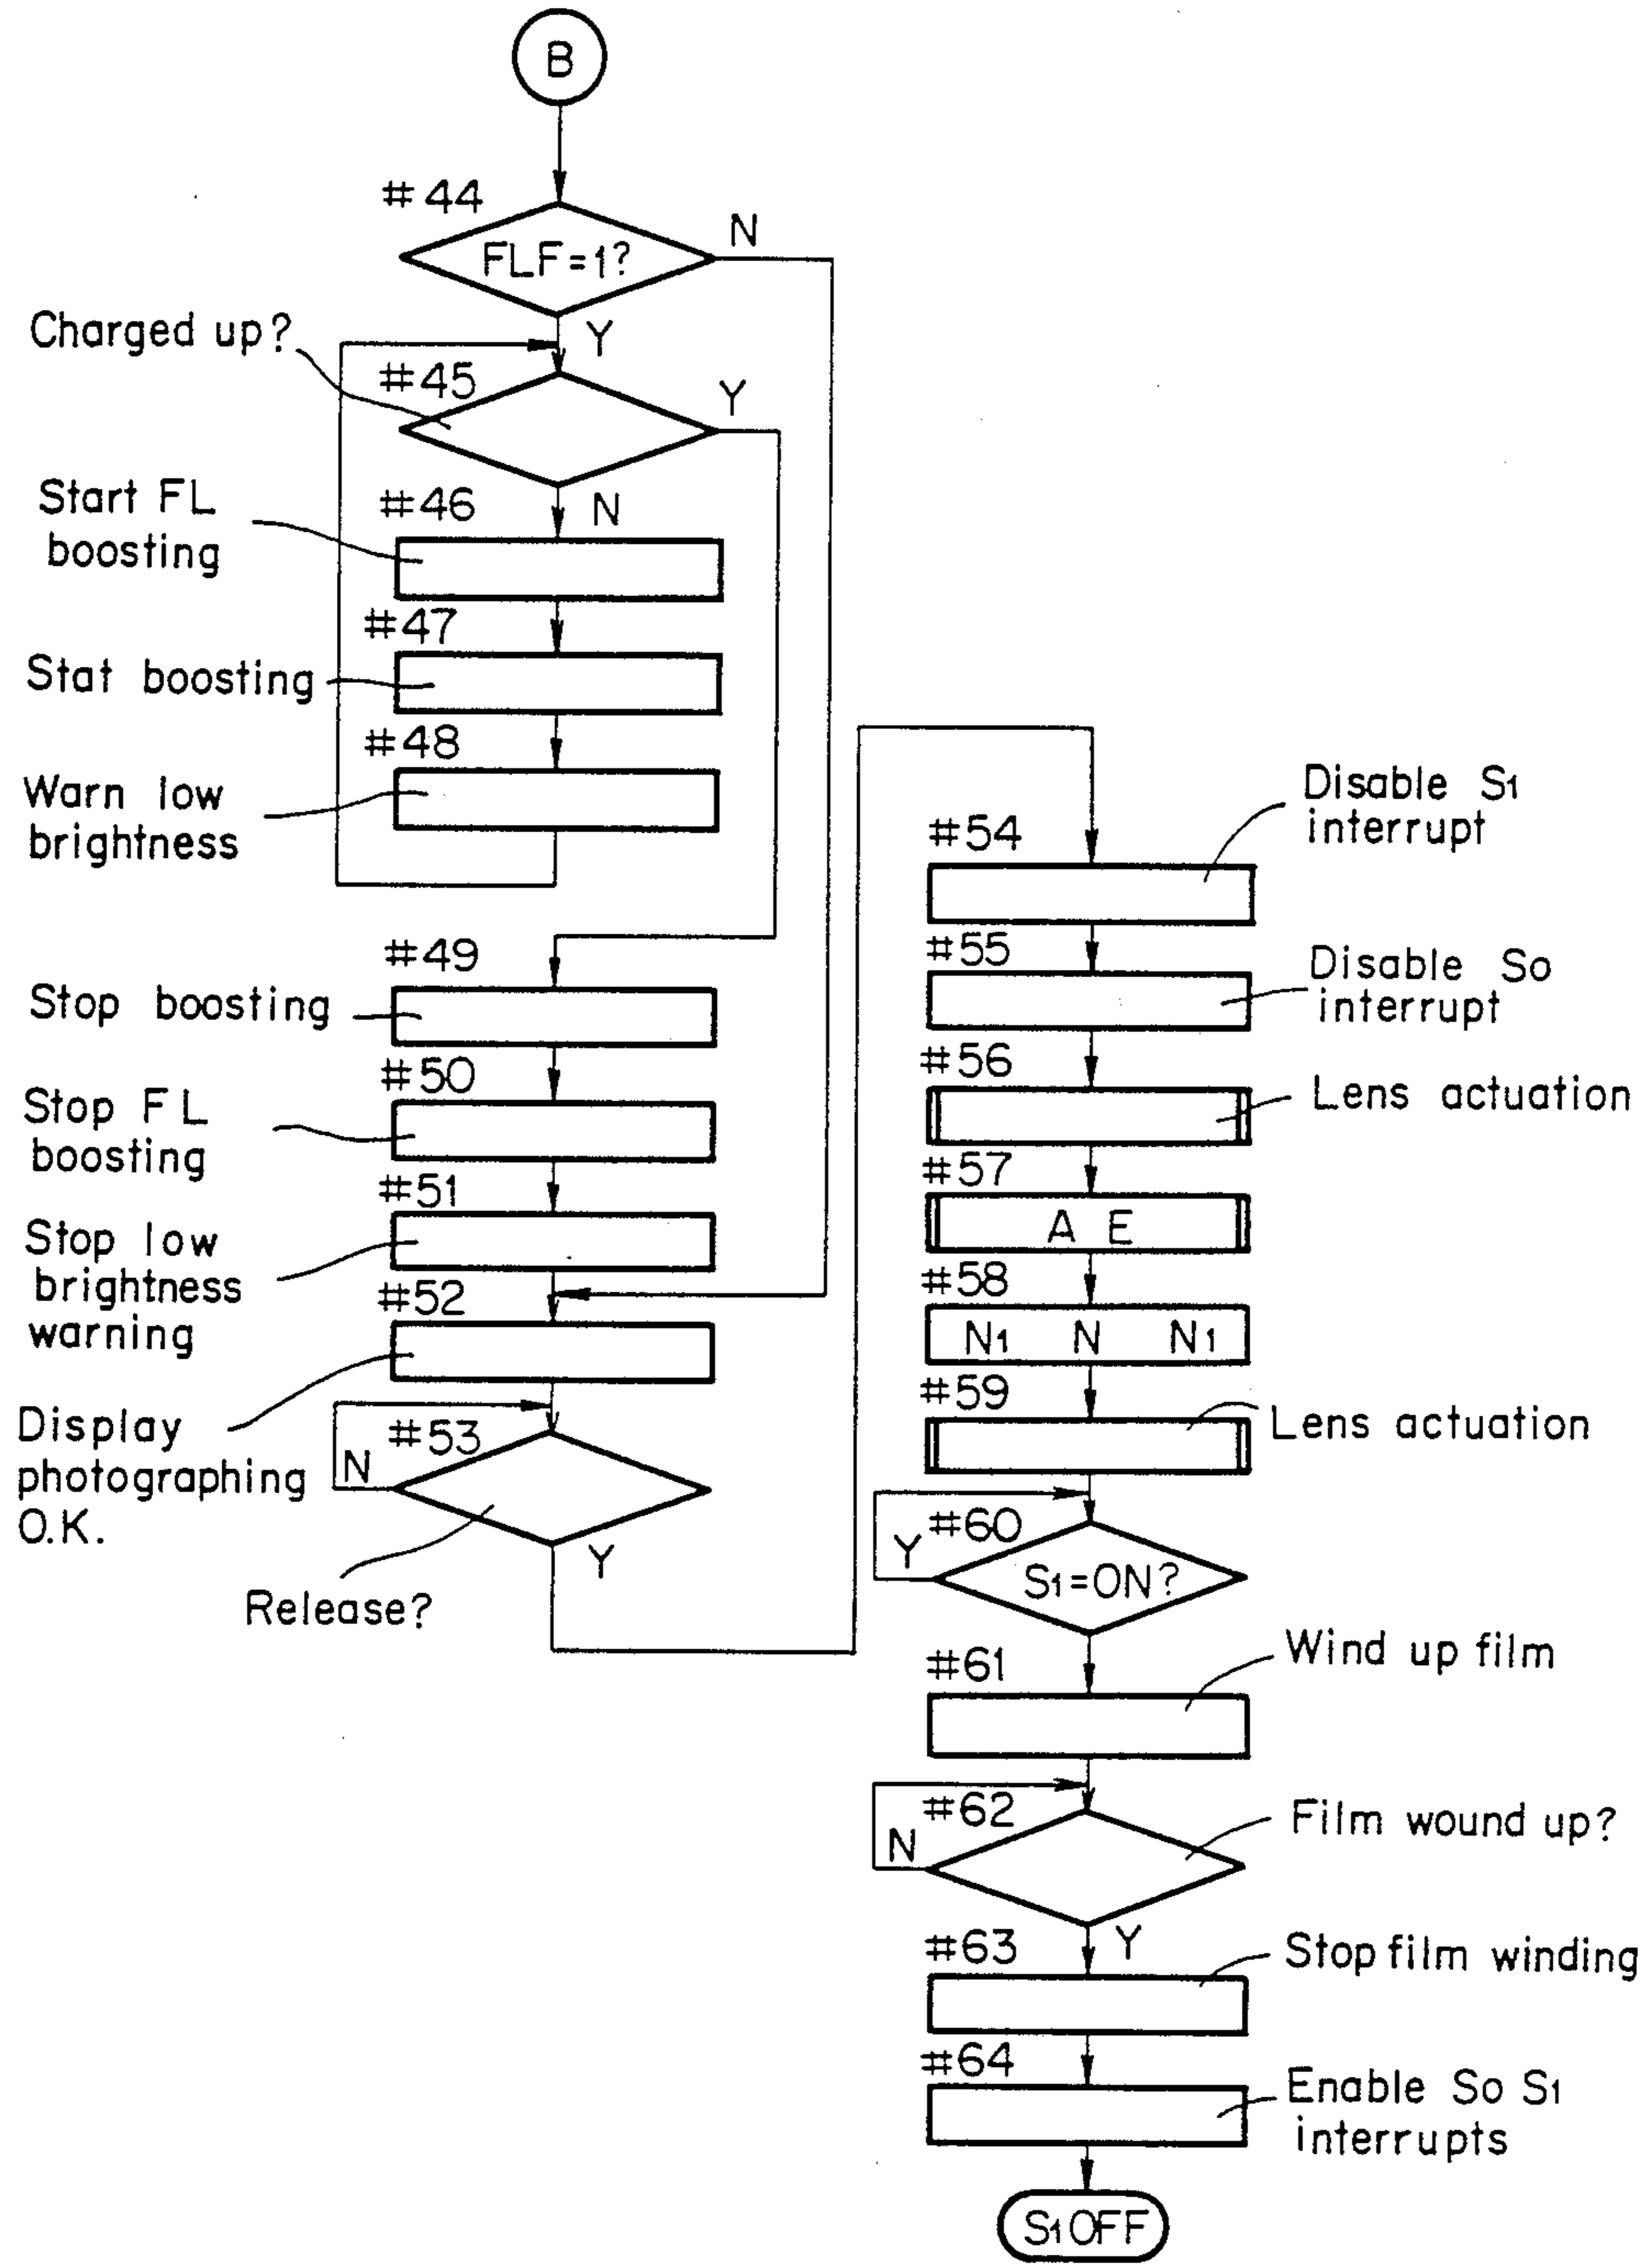 B
#44
FLF=1?
N
Y
Charged up?
#45
Y
N
Start FL
boosting
#46
#47
Stat boosting
#48
Warn low
brightness
#49
Stop boosting
#50
Stop FL
boosting
#51
Stop low
brightness
warning
#52
Display
photographing
O.K.
#53
N
Y
Release?
#54
Disable S1
interrupt
#55
Disable So
interrupt
#56
Lens actuation
#57
A E
#58
N1 N N1
#59
Lens actuation
#60
Y
S1=ON?
#61
Wind up film
#62
N
Film wound up?
Y
#63
Stop film winding
#64
Enable So S1
interrupts
S1OFF